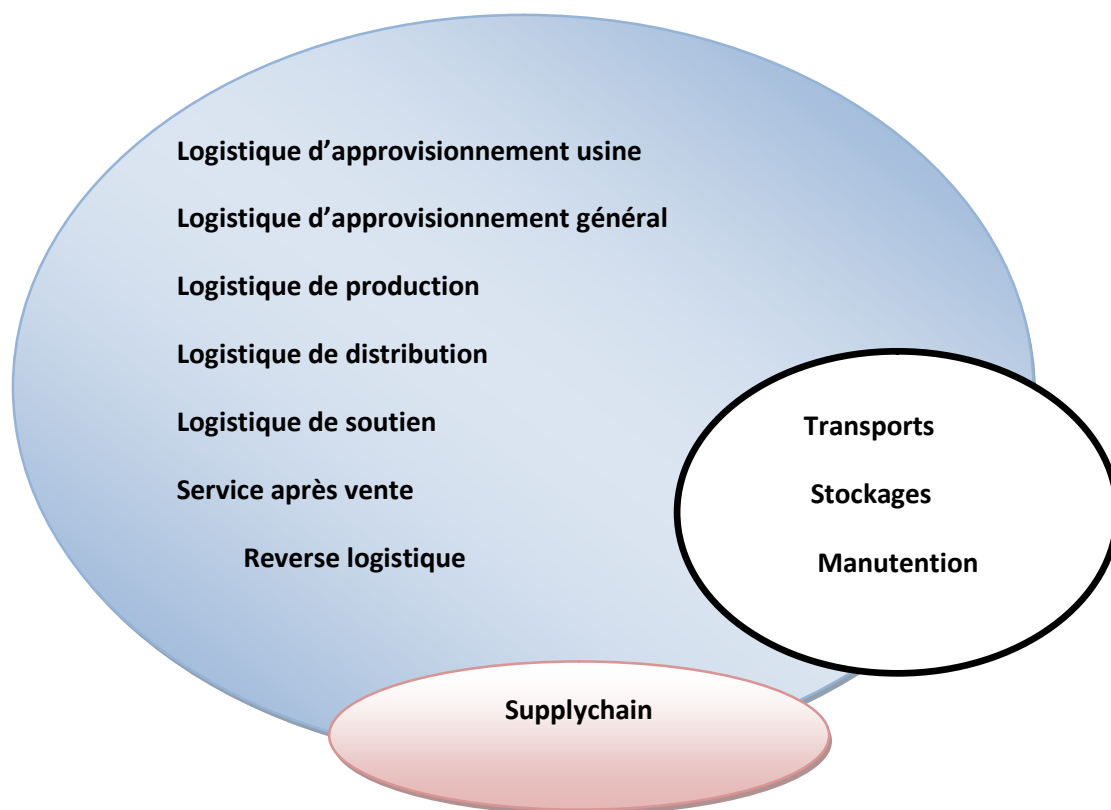 Logistique d’approvisionnement usine
Logistique d’approvisionnement général
Logistique de production
Logistique de distribution
Logistique de soutien
Service après vente
Reverse logistique
Transports
Stockages
Manutention
Supplychain